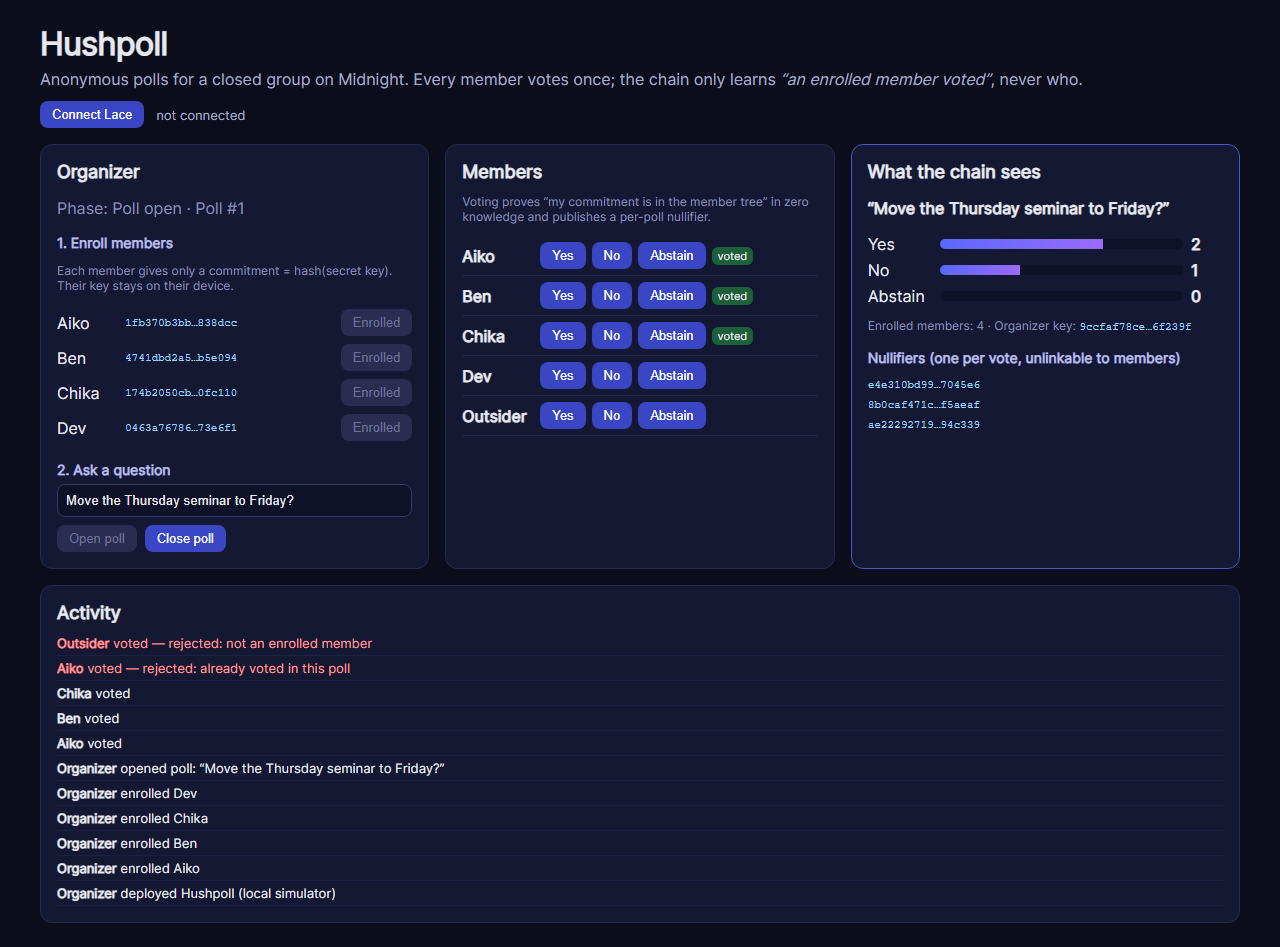 Hushpoll
Anonymous polls for a closed group on Midnight. Every member votes once; the chain only learns “an enrolled member voted”, never who.
Connect Lace not connected
Organizer
Phase: Poll open · Poll #1
1. Enroll members
Each member gives only a commitment = hash(secret key).
Their key stays on their device.
Aiko 1fb370b3bb…838dcc Enrolled
Ben 4741dbd2a5…b5e094 Enrolled
Chika 174b2050cb…0fc110 Enrolled
Dev 0463a76786…73e6f1 Enrolled
2. Ask a question
Move the Thursday seminar to Friday?
Open poll Close poll
Members
Voting proves “my commitment is in the member tree” in zero
knowledge and publishes a per-poll nullifier.
Aiko Yes No Abstain voted
Ben Yes No Abstain voted
Chika Yes No Abstain voted
Dev Yes No Abstain
Outsider Yes No Abstain
What the chain sees
“Move the Thursday seminar to Friday?”
Yes 2
No 1
Abstain 0
Enrolled members: 4 · Organizer key: 9ccfaf78ce…6f239f
Nullifiers (one per vote, unlinkable to members)
e4e310bd99…7045e6
8b0caf471c…f5aeaf
ae22292719…94c339
Activity
Outsider voted — rejected: not an enrolled member
Aiko voted — rejected: already voted in this poll
Chika voted
Ben voted
Aiko voted
Organizer opened poll: “Move the Thursday seminar to Friday?”
Organizer enrolled Dev
Organizer enrolled Chika
Organizer enrolled Ben
Organizer enrolled Aiko
Organizer deployed Hushpoll (local simulator)